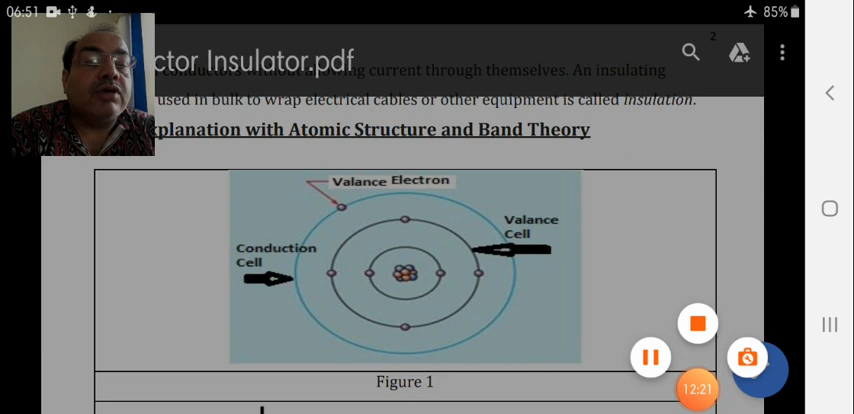 06:51
85%
2
ctor Insulator.pdf
conductors without allowing current through themselves. An insulating
used in bulk to wrap electrical cables or other equipment is called insulation.
xplanation with Atomic Structure and Band Theory
Valance Electron
Valance
Cell
Conduction
Cell
Figure 1
12:21